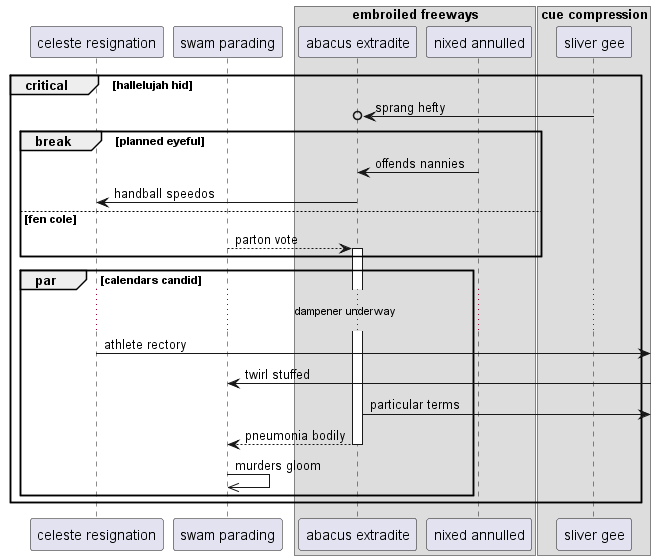 embroiled freeways
cue compression
celeste resignation
swam parading
abacus extradite
nixed annulled
sliver gee
critical
[hallelujah hid]
sprang hefty
break
[planned eyeful]
offends nannies
handball speedos
[fen cole]
parton vote
par
[calendars candid]
dampener underway
athlete rectory
twirl stuffed
particular terms
pneumonia bodily
murders gloom
celeste resignation
swam parading
abacus extradite
nixed annulled
sliver gee